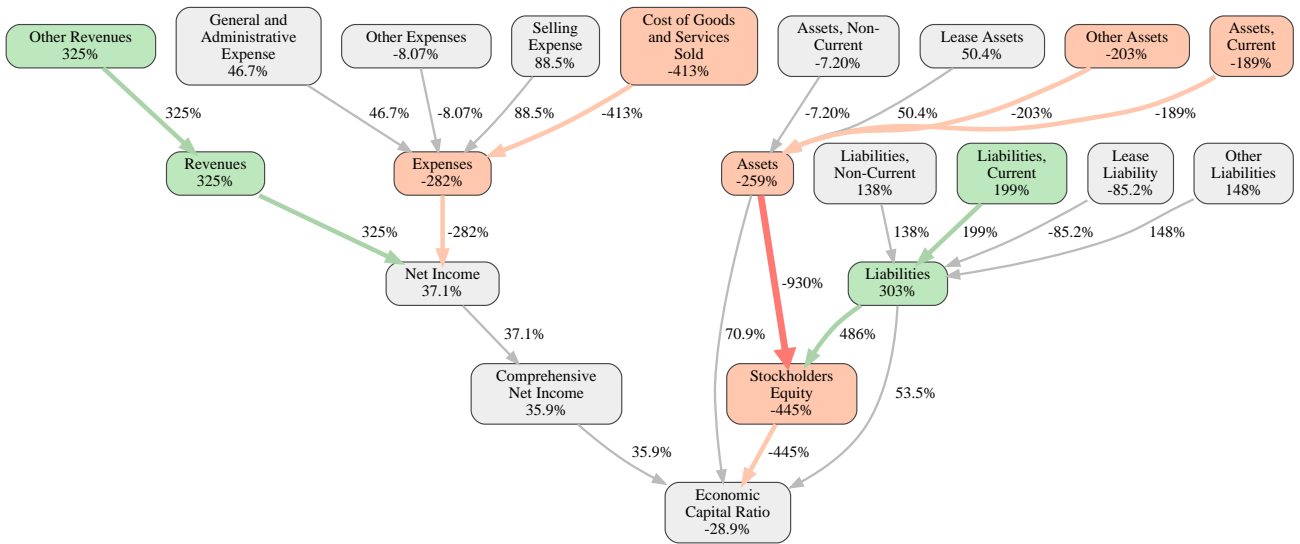 Other Revenues
325%
General and
Administrative
Expense
46.7%
Other Expenses
-8.07%
Selling
Expense
88.5%
Cost of Goods
and Services
Sold
-413%
Assets, Non-
Current
-7.20%
Lease Assets
50.4%
Other Assets
-203%
Assets,
Current
-189%
325%
46.7%
-8.07%
88.5%
-413%
-7.20%
50.4%
-203%
-189%
Revenues
325%
Expenses
-282%
Assets
-259%
Liabilities,
Non-Current
138%
Liabilities,
Current
199%
Lease
Liability
-85.2%
Other
Liabilities
148%
325%
-282%
138%
199%
-85.2%
148%
Net Income
37.1%
-930%
Liabilities
303%
37.1%
70.9%
486%
Comprehensive
Net Income
35.9%
Stockholders
Equity
-445%
53.5%
35.9%
-445%
Economic
Capital Ratio
-28.9%